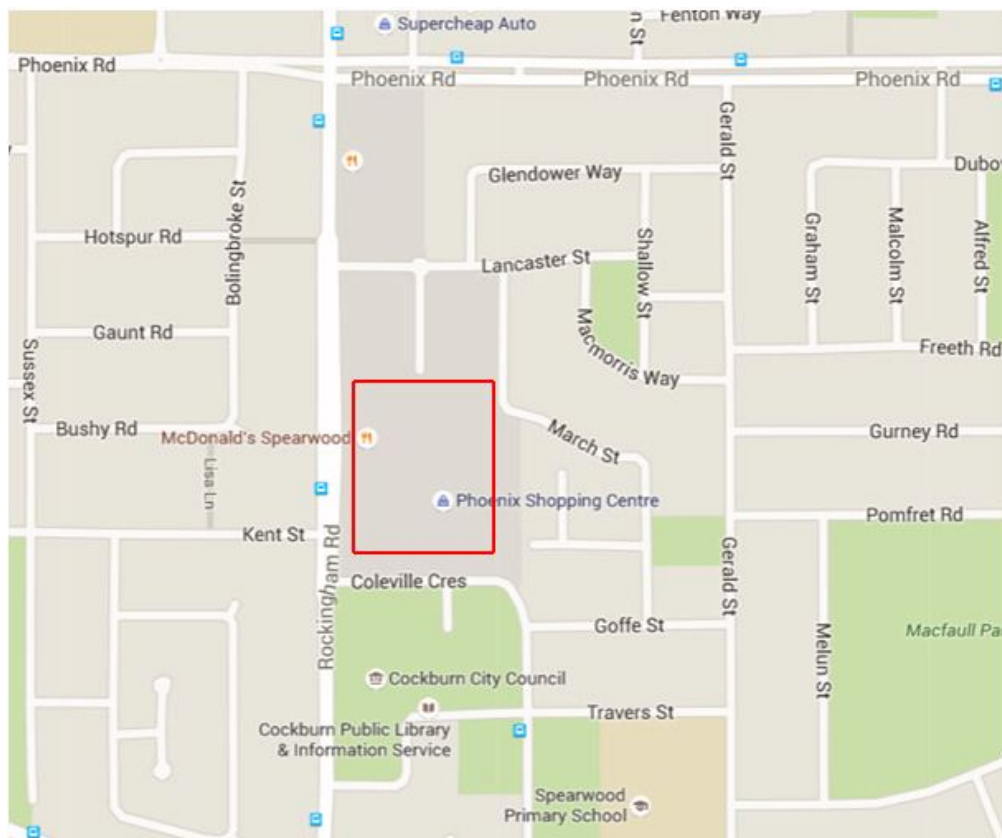 Supercheap Auto
Fenton Way
n St
Phoenix Rd
Phoenix Rd
Phoenix Rd
Phoenix Rd
Gerald St
Glendower Way
Dubov
Bolingbroke St
Hotspur Rd
Lancaster St
Shallow St
Graham St
Malcolm St
Alfred St
Gaunt Rd
Macmorris Way
Freeth Rd
Sussex St
Bushy Rd
McDonald's Spearwood
March St
Gurney Rd
Lisa Ln
Phoenix Shopping Centre
Pomfret Rd
Kent St
Rockingham Rd
Coleville Cres
Gerald St
Goffe St
Melun St
Macfaull Pa
Cockburn City Council
Travers St
Cockburn Public Library
& Information Service
Spearwood
Primary School